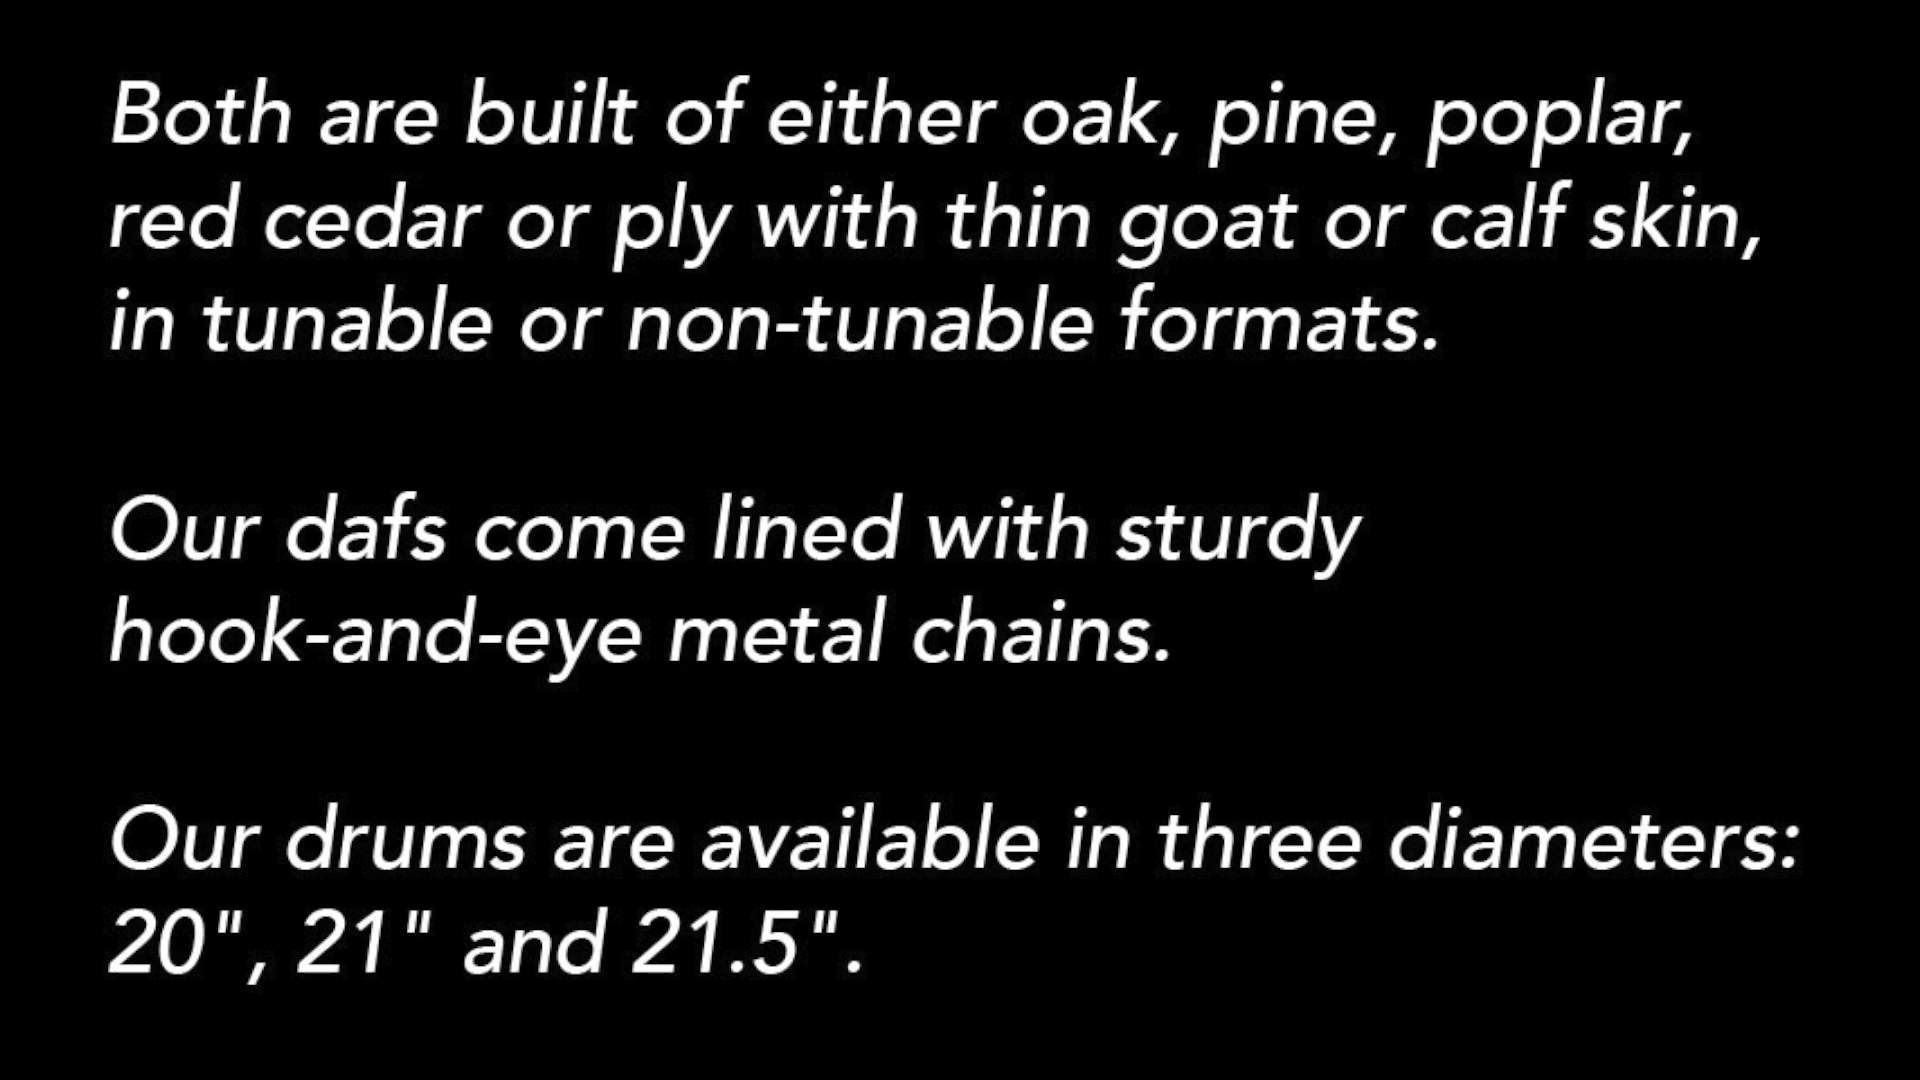 Both are built of either oak, pine, poplar,
red cedar or ply with thin goat or calf skin,
in tunable or non-tunable formats.
Our dafs come lined with sturdy
hook-and-eye metal chains.
Our drums are available in three diameters:
20", 21" and 21.5".